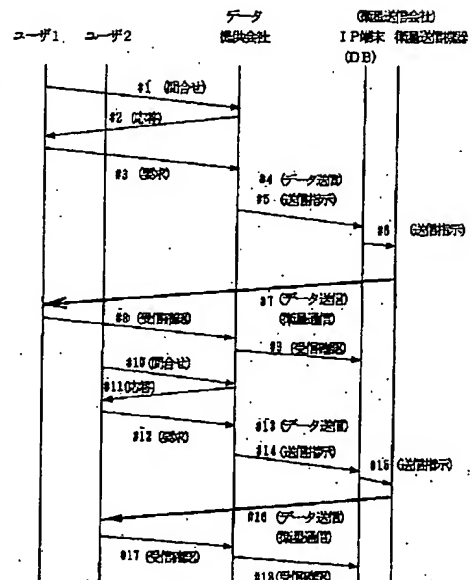 データ (衛星送信会社)
ユーザ1 ユーザ2 提供会社 IP端末 衛星送信機器
(DB)
#1 (問合せ)
#2 (応答)
#3 (要求)
#4 (データ送信)
#5 (送信指示)
#6 (送信指示)
#7 (データ送信)
(衛星通信)
#8 (受信確認)
#9 (受信確認)
#10 (問合せ)
#11 (応答)
#12 (要求)
#13 (データ送信)
#14 (送信指示)
#15 (送信指示)
#16 (データ送信)
(衛星通信)
#17 (受信確認)
#18 (受信確認)